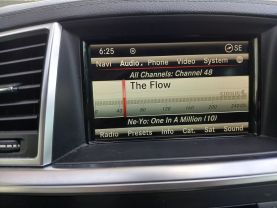 6:25 SE
Navi Audio Phone Video System
All Channels: Channel 48
The Flow
sirius
Ne-Yo: One In A Million (10)
Radio Presets Info Cat. Sat Sound